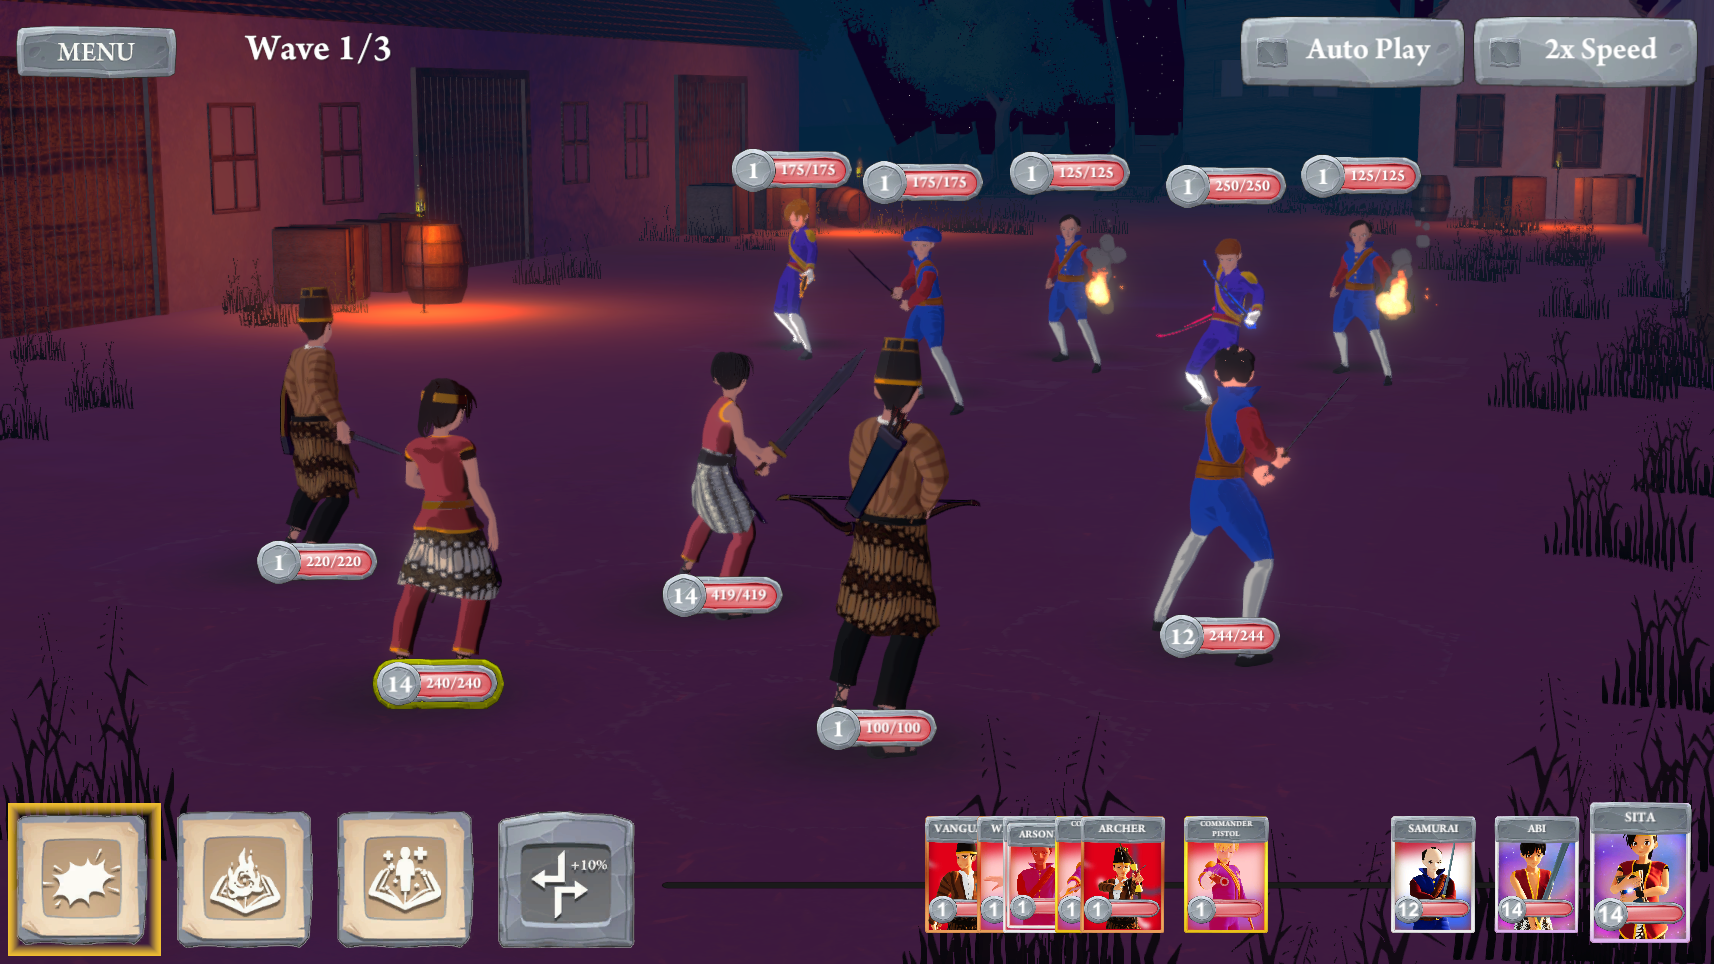 MENU
Wave 1/3
Auto Play
2x Speed
1 175/175
1 175/175
1 125/125
1 250/250
1 125/125
1 220/220
14 419/419
14 240/240
12 244/244
1 100/100
+10%
VANGU
W
ARSON
CO
ARCHER
COMMANDER
PISTOL
SAMURAI
ABI
SITA
1
1
1
1
1
1
12
14
14